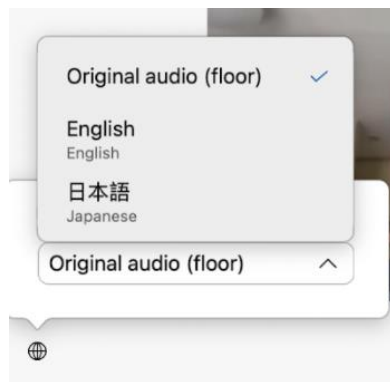 Original audio (floor)
English
English
日本語
Japanese
Original audio (floor)